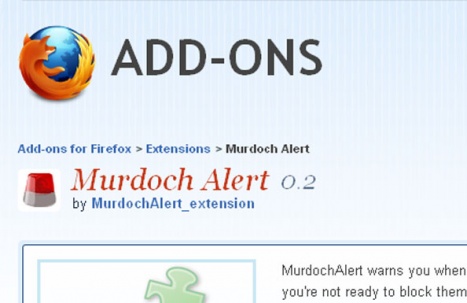 ADD-ONS
Add-ons for Firefox > Extensions > Murdoch Alert
Murdoch Alert 0.2
by MurdochAlert_extension
MurdochAlert warns you when
you're not ready to block them